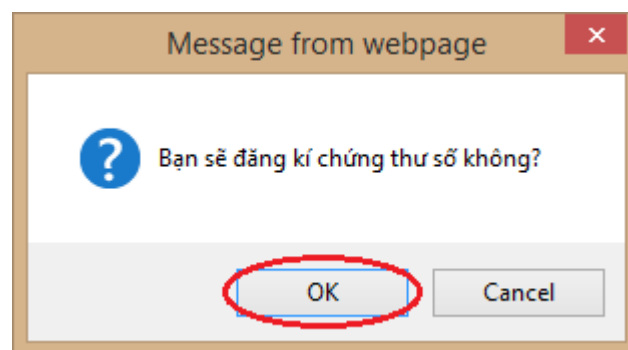 Message from webpage
Bạn sẽ đăng kí chứng thư số không?
OK
Cancel